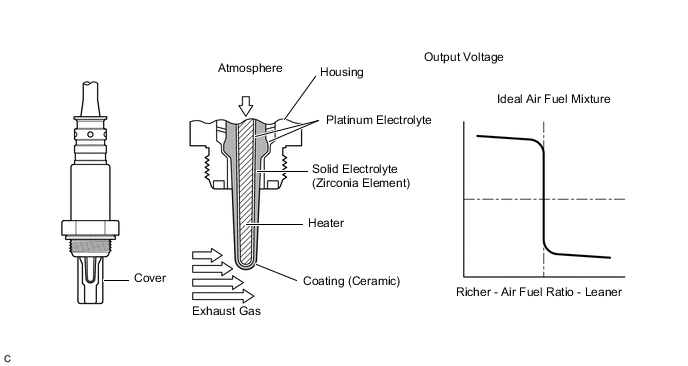 Output Voltage
Atmosphere
Housing
Ideal Air Fuel Mixture
Platinum Electrolyte
Solid Electrolyte
(Zirconia Element)
Heater
Cover
Coating (Ceramic)
Richer - Air Fuel Ratio - Leaner
Exhaust Gas
C